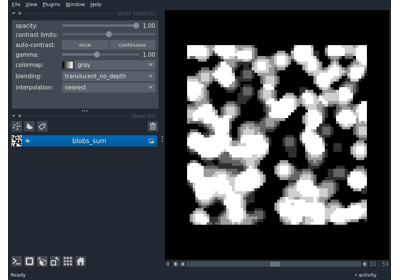 File View Plugins Window Help
layer controls
opacity: 1.00
contrast limits:
auto-contrast: once continuous
gamma: 1.00
colormap: gray
blending: translucent_no_depth
interpolation: nearest
layer list
blobs_sum
30 59
Ready
activity